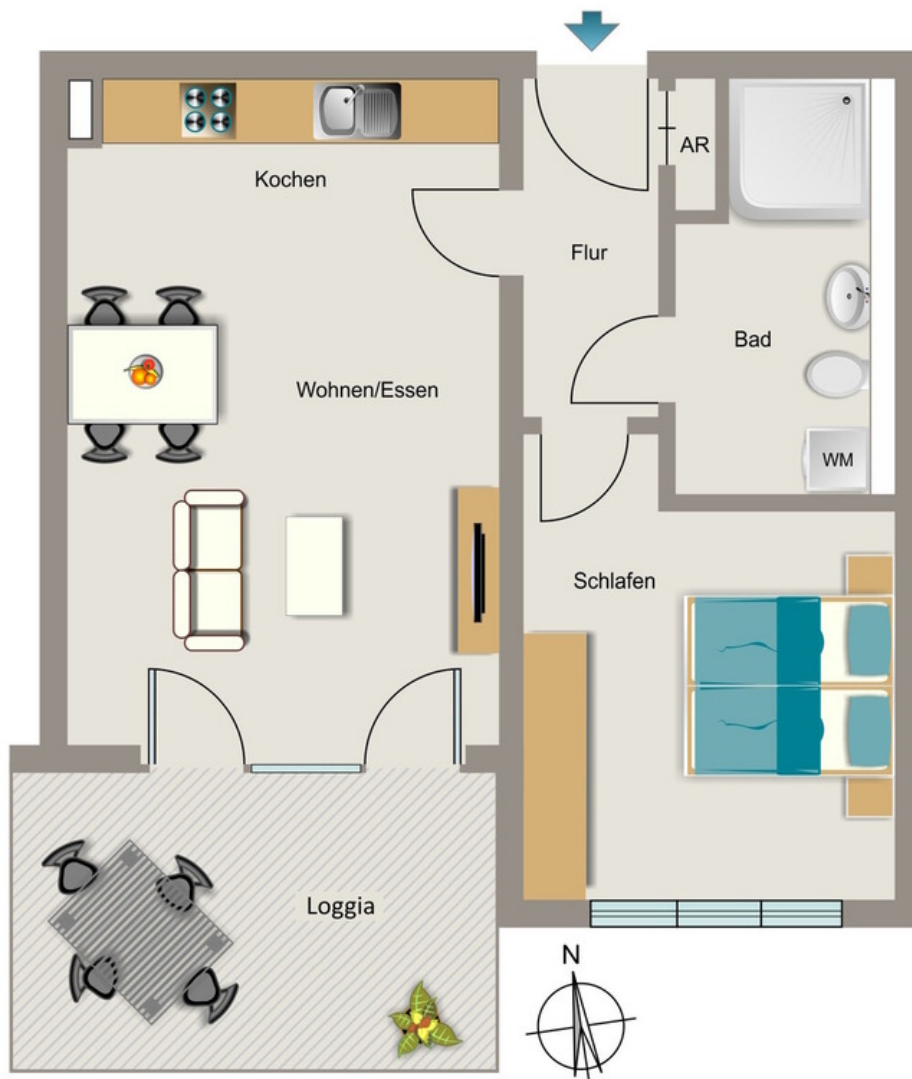 AR
Kochen
Flur
Bad
Wohnen/Essen
WM
Schlafen
Loggia
N